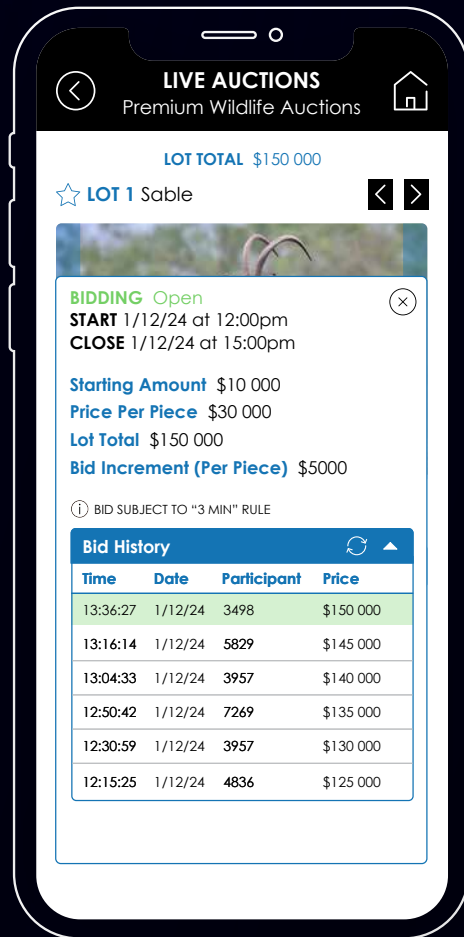 LIVE AUCTIONS
Premium Wildlife Auctions
LOT TOTAL $150 000
LOT 1 Sable
BIDDING Open
START 1/12/24 at 12:00pm
CLOSE 1/12/24 at 15:00pm
Starting Amount $10 000
Price Per Piece $30 000
Lot Total $150 000
Bid Increment (Per Piece) $5000
BID SUBJECT TO “3 MIN” RULE
Bid History
Time Date Participant Price
13:36:27 1/12/24 3498 $150 000
13:16:14 1/12/24 5829 $145 000
13:04:33 1/12/24 3957 $140 000
12:50:42 1/12/24 7269 $135 000
12:30:59 1/12/24 3957 $130 000
12:15:25 1/12/24 4836 $125 000